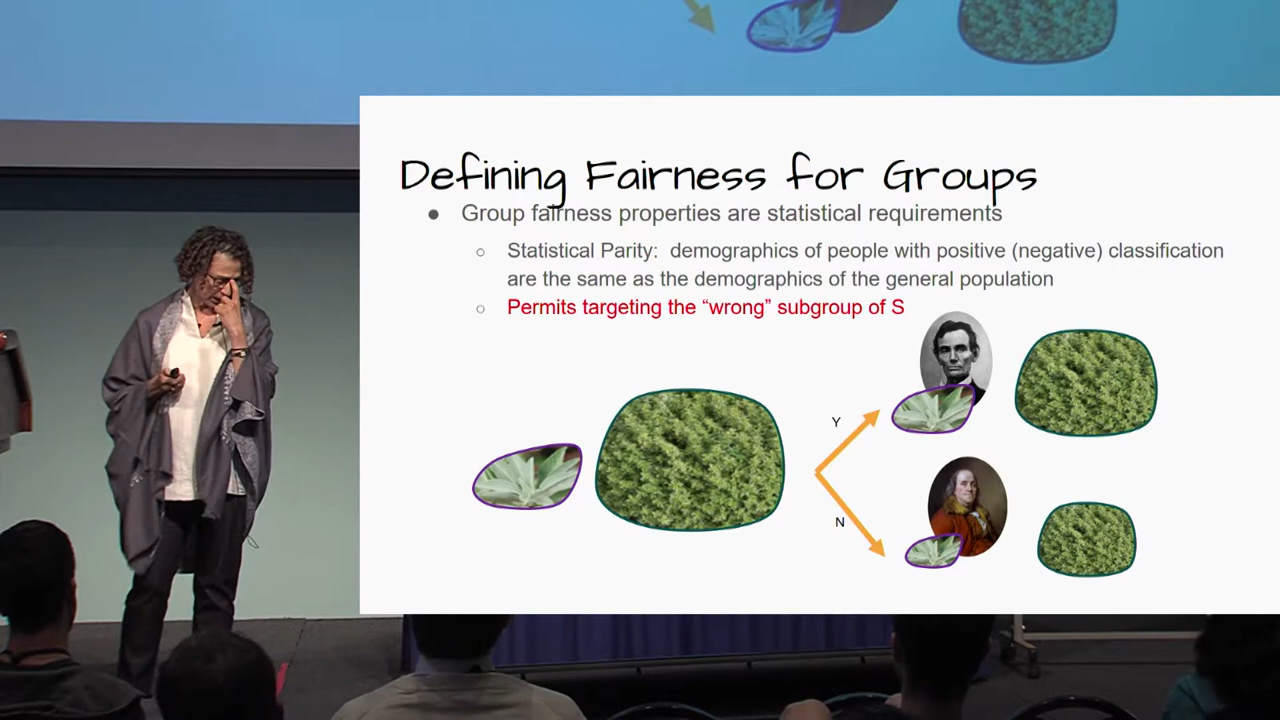 Defining Fairness for Groups
● Group fairness properties are statistical requirements
○ Statistical Parity: demographics of people with positive (negative) classification
are the same as the demographics of the general population
○ Permits targeting the “wrong” subgroup of S
Y
N